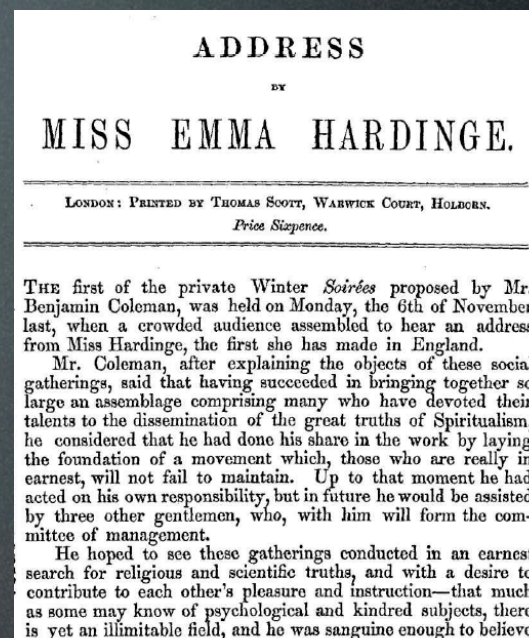 ADDRESS
BY
MISS EMMA HARDINGE.
LONDON: PRINTED BY THOMAS SCOTT, WARWICK COURT, HOLBORN.
Price Sixpence.
THE first of the private Winter Soirées proposed by Mr.
Benjamin Coleman, was held on Monday, the 6th of November
last, when a crowded audience assembled to hear an address
from Miss Hardinge, the first she has made in England.
Mr. Coleman, after explaining the objects of these socia
gatherings, said that having succeeded in bringing together so
large an assemblage comprising many who have devoted their
talents to the dissemination of the great truths of Spiritualism,
he considered that he had done his share in the work by laying
the foundation of a movement which, those who are really in
earnest, will not fail to maintain. Up to that moment he had
acted on his own responsibility, but in future he would be assisted
by three other gentlemen, who, with him will form the com-
mittee of management.
He hoped to see these gatherings conducted in an earnest
search for religious and scientific truths, and with a desire to
contribute to each other's pleasure and instruction—that much
as some may know of psychological and kindred subjects, there
is yet an illimitable field, and he was sanguine enough to believe